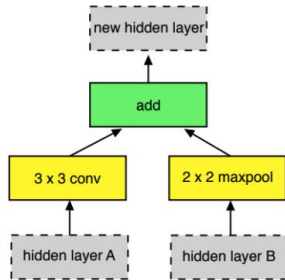 new hidden layer
add
3 x 3 conv
2 x 2 maxpool
hidden layer A
hidden layer B